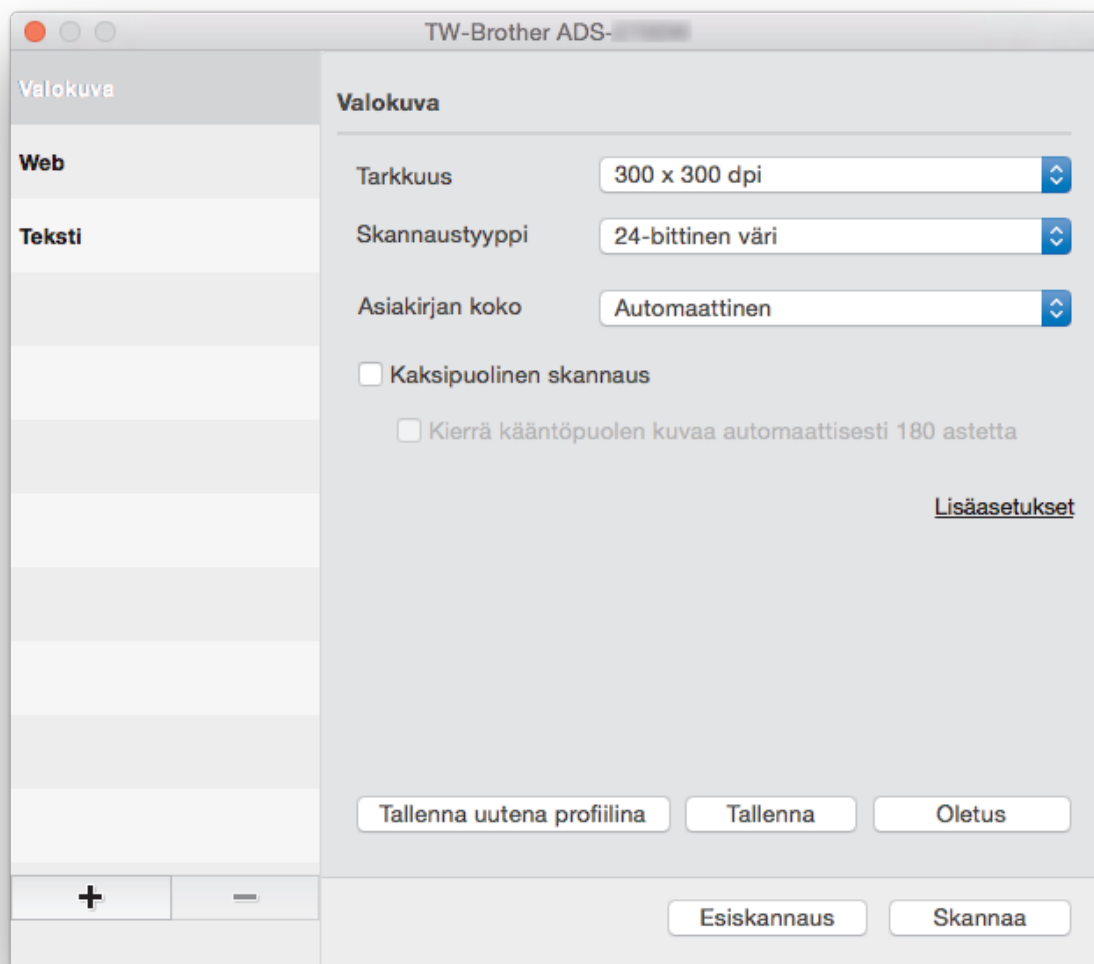 TW-Brother ADS-
Valokuva
Web
Teksti
Valokuva
Tarkkuus 300 x 300 dpi
Skannaustyyppi 24-bittinen väri
Asiakirjan koko Automaattinen
Kaksipuolinen skannaus
Kierrä kääntöpuolen kuvaa automaattisesti 180 astetta
Lisäasetukset
Tallenna uutena profiilina Tallenna Oletus
Esiskannaus Skannaa